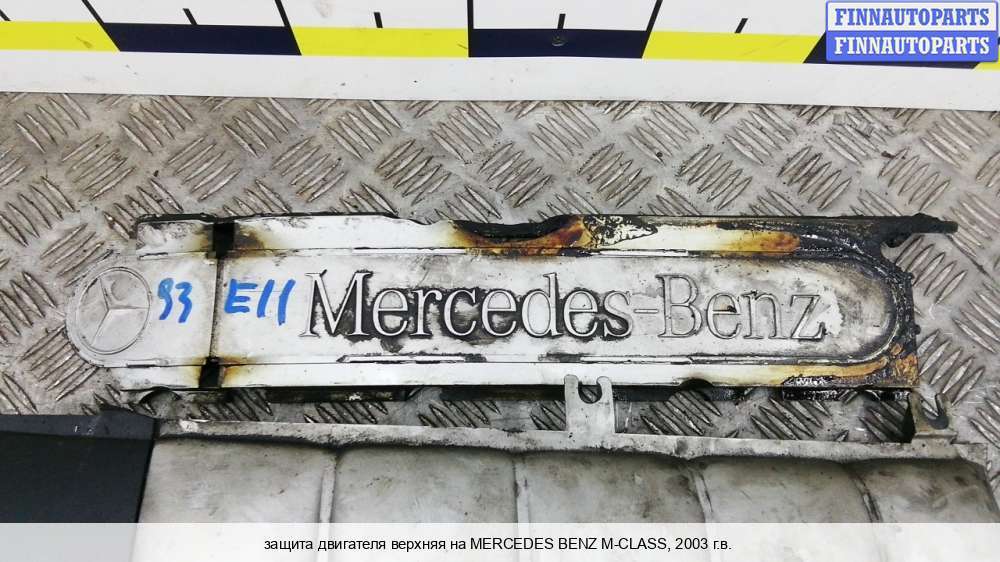 FINNAUTOPARTS
FINNAUTOPARTS
93 E11 Mercedes-Benz
защита двигателя верхняя на MERCEDES BENZ M-CLASS, 2003 г.в.